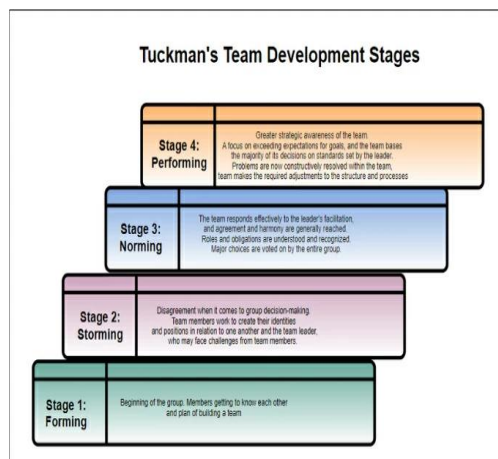 Tuckman's Team Development Stages
Stage 4:
Performing
Greater strategic awareness of the team.
A focus on exceeding expectations for goals, and the team bases
the majority of its decisions on standards set by the leader.
Problems are now constructively resolved within the team,
team makes the required adjustments to the structure and processes
Stage 3:
Norming
The team responds effectively to the leader's facilitation,
and agreement and harmony are generally reached.
Roles and obligations are understood and recognized.
Major choices are voted on by the entire group.
Stage 2:
Storming
Disagreement when it comes to group decision-making.
Team members work to create their identities
and positions in relation to one another and the team leader,
who may face challenges from team members.
Stage 1:
Forming
Beginning of the group. Members getting to know each other
and plan of building a team